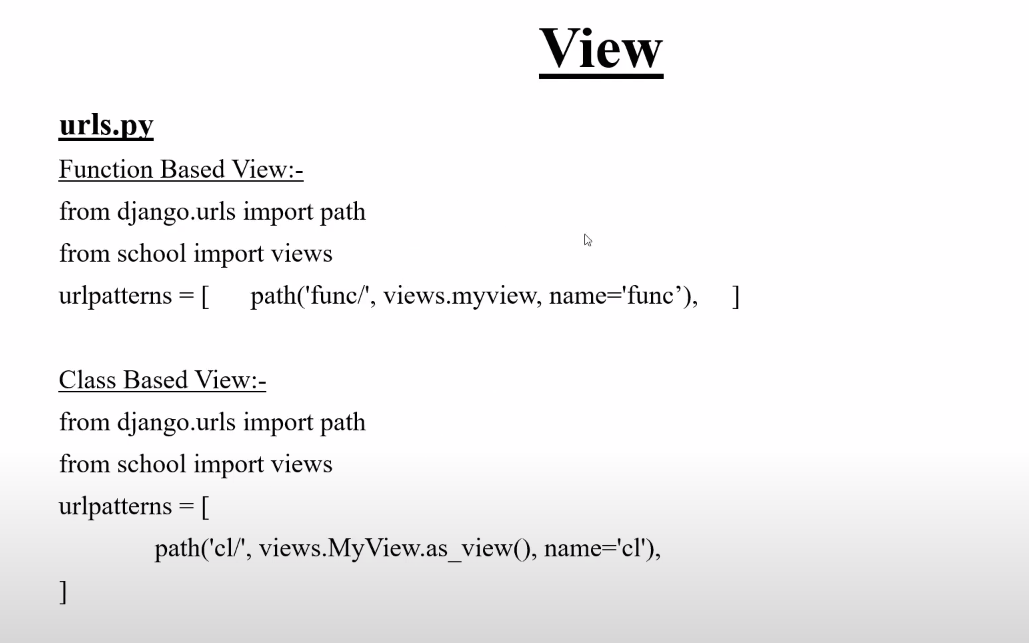 View
urls.py
Function Based View:-
from django.urls import path
from school import views
urlpatterns = [ path('func/', views.myview, name='func’), ]
Class Based View:-
from django.urls import path
from school import views
urlpatterns = [
path('cl/', views.MyView.as_view(), name='cl'),
]